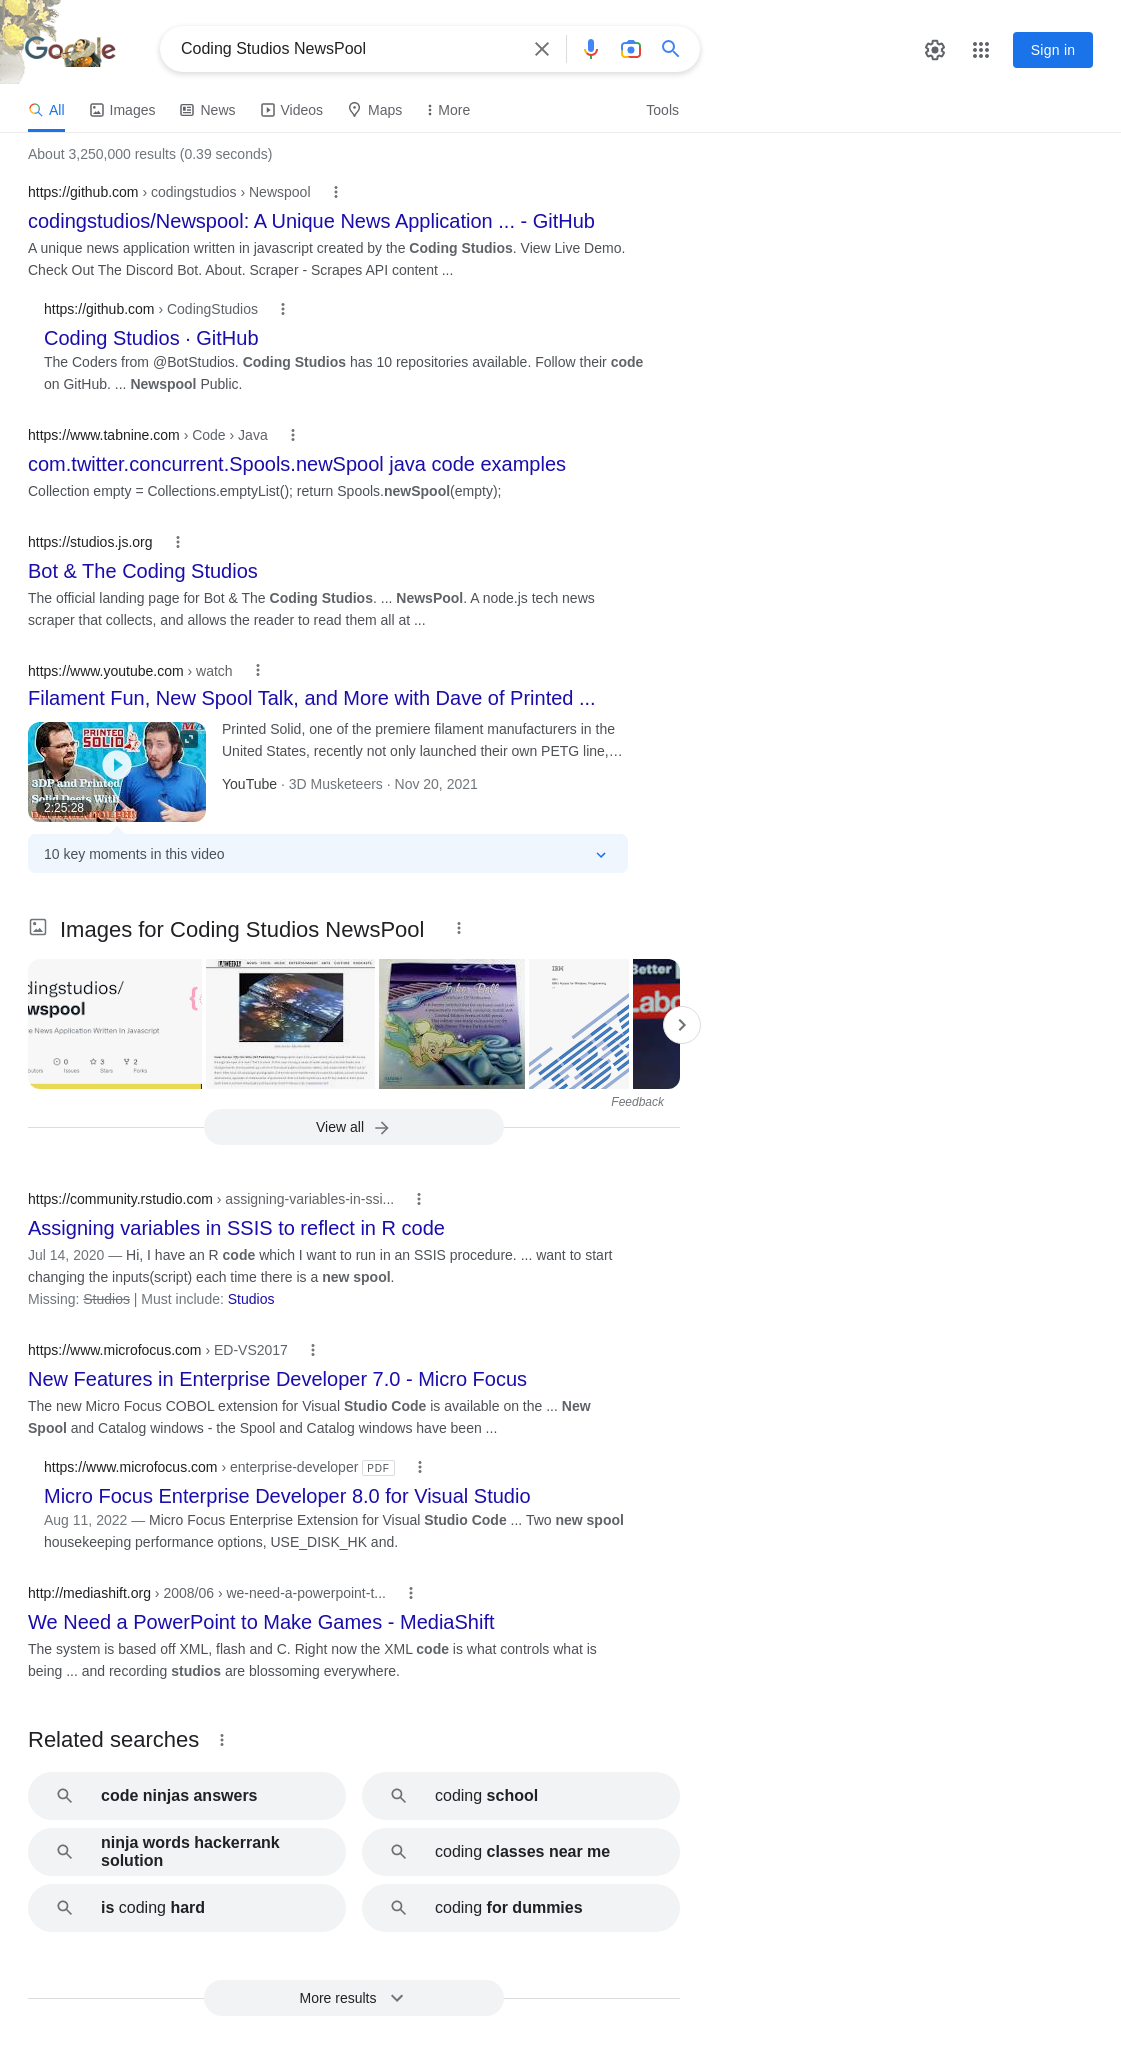 Google
Coding Studios NewsPool
Sign in
All
Images
News
Videos
Maps
More
Tools
About 3,250,000 results (0.39 seconds)
https://github.com › codingstudios › Newspool
codingstudios/Newspool: A Unique News Application ... - GitHub
A unique news application written in javascript created by the Coding Studios. View Live Demo.
Check Out The Discord Bot. About. Scraper - Scrapes API content ...
https://github.com › CodingStudios
Coding Studios · GitHub
The Coders from @BotStudios. Coding Studios has 10 repositories available. Follow their code
on GitHub. ... Newspool Public.
https://www.tabnine.com › Code › Java
com.twitter.concurrent.Spools.newSpool java code examples
Collection empty = Collections.emptyList(); return Spools.newSpool(empty);
https://studios.js.org
Bot & The Coding Studios
The official landing page for Bot & The Coding Studios. ... NewsPool. A node.js tech news
scraper that collects, and allows the reader to read them all at ...
https://www.youtube.com › watch
Filament Fun, New Spool Talk, and More with Dave of Printed ...
PRINTED
SOLID
3DP and Printed
Solid Deets With
2:25:28
Printed Solid, one of the premiere filament manufacturers in the
United States, recently not only launched their own PETG line,…
YouTube · 3D Musketeers · Nov 20, 2021
10 key moments in this video
Images for Coding Studios NewsPool
dingstudios/
wspool
e News Application Written In Javascript
0
3
2
utors
Issues
Stars
Forks
WEEKLY
Tinker Bell
IBM
Better
Labo
Feedback
View all
https://community.rstudio.com › assigning-variables-in-ssi...
Assigning variables in SSIS to reflect in R code
Jul 14, 2020 — Hi, I have an R code which I want to run in an SSIS procedure. ... want to start
changing the inputs(script) each time there is a new spool.
Missing: Studios | Must include: Studios
https://www.microfocus.com › ED-VS2017
New Features in Enterprise Developer 7.0 - Micro Focus
The new Micro Focus COBOL extension for Visual Studio Code is available on the ... New
Spool and Catalog windows - the Spool and Catalog windows have been ...
https://www.microfocus.com › enterprise-developer PDF
Micro Focus Enterprise Developer 8.0 for Visual Studio
Aug 11, 2022 — Micro Focus Enterprise Extension for Visual Studio Code ... Two new spool
housekeeping performance options, USE_DISK_HK and.
http://mediashift.org › 2008/06 › we-need-a-powerpoint-t...
We Need a PowerPoint to Make Games - MediaShift
The system is based off XML, flash and C. Right now the XML code is what controls what is
being ... and recording studios are blossoming everywhere.
Related searches
code ninjas answers
coding school
ninja words hackerrank
solution
coding classes near me
is coding hard
coding for dummies
More results